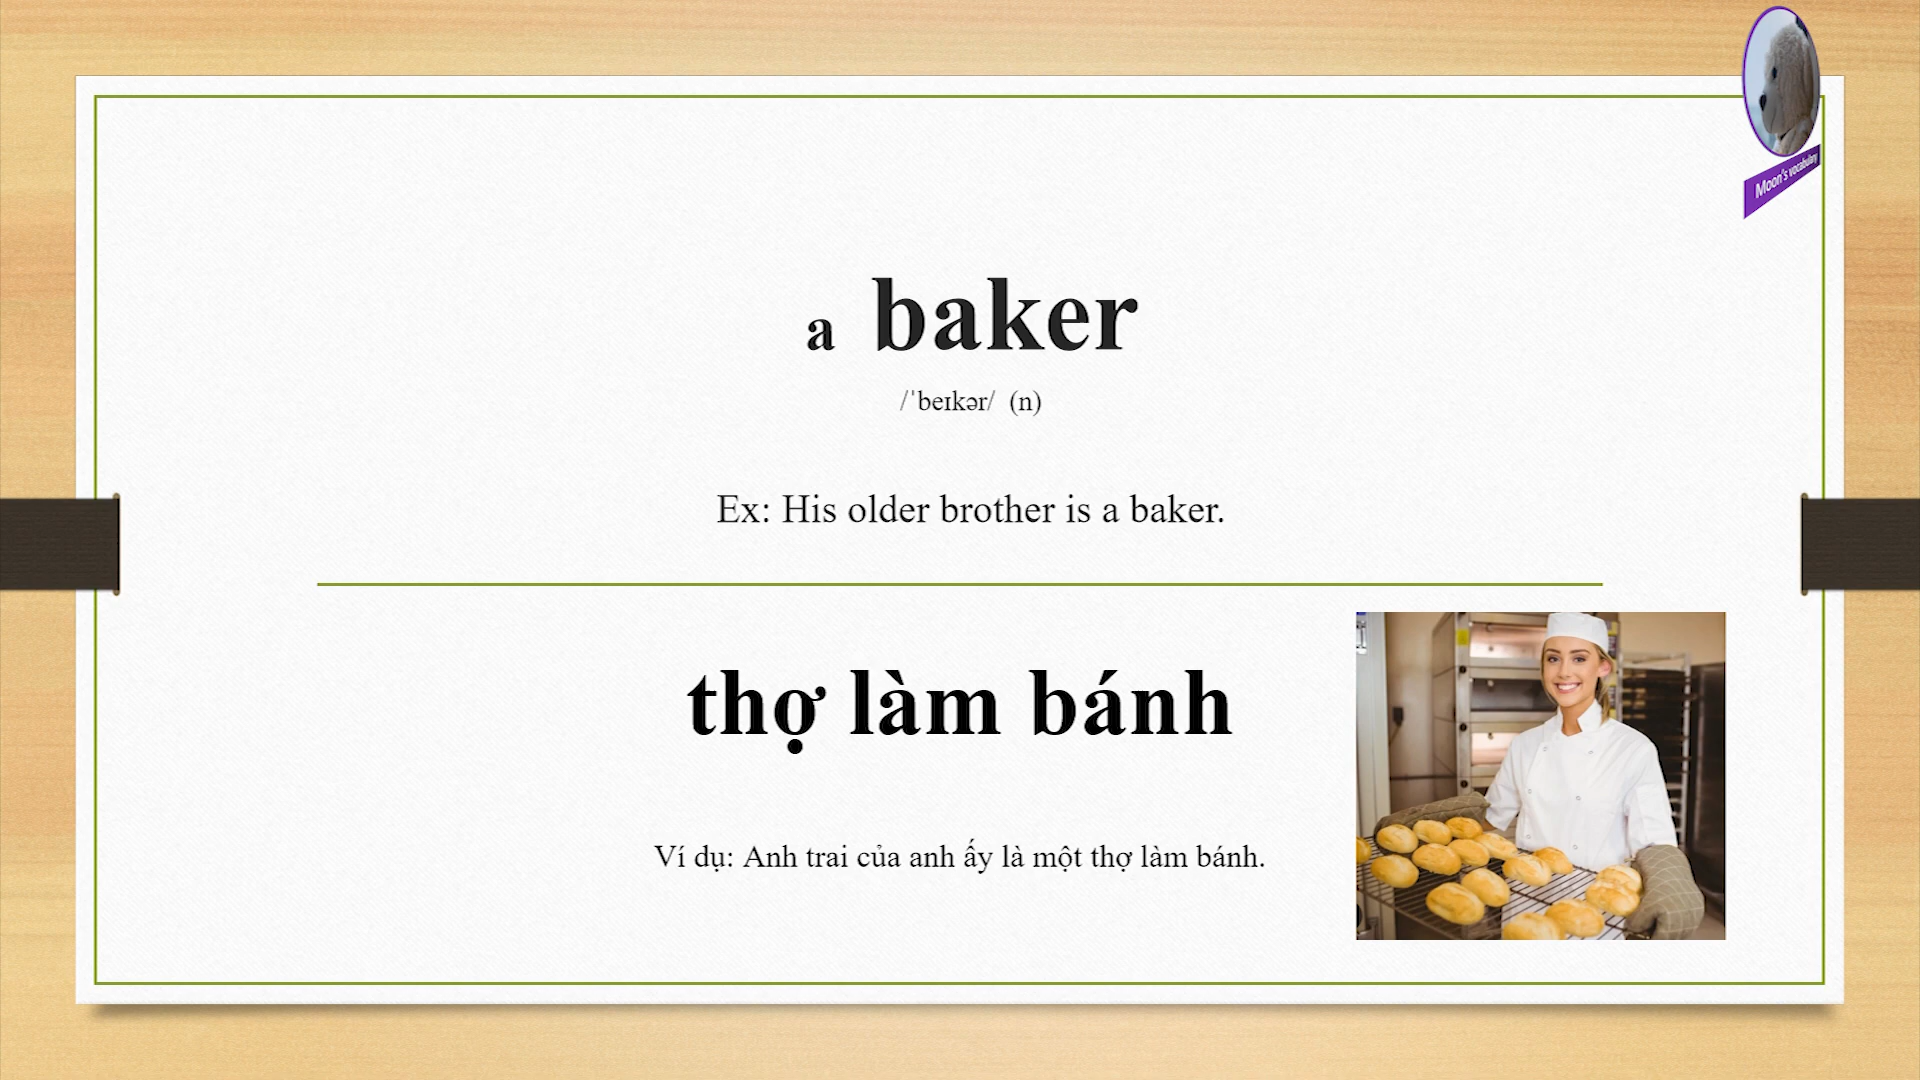 Moon's vocabulary
a baker
/ˈbeɪkər/ (n)
Ex: His older brother is a baker.
thợ làm bánh
Ví dụ: Anh trai của anh ấy là một thợ làm bánh.